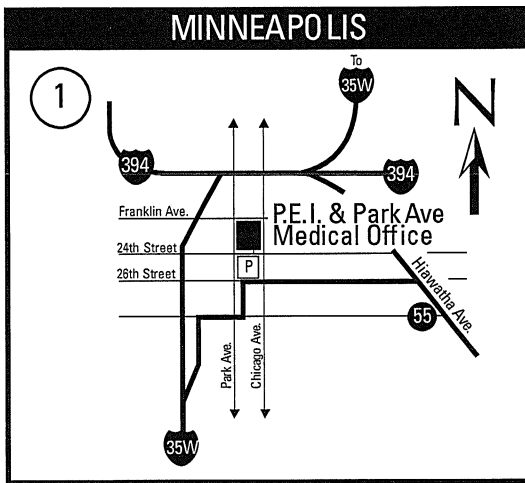 MINNEAPOLIS
1
To
35W
N
394
394
Franklin Ave.
P.E.I. & Park Ave
Medical Office
24th Street
P
26th Street
Hiawatha Ave.
55
Park Ave.
Chicago Ave.
35W